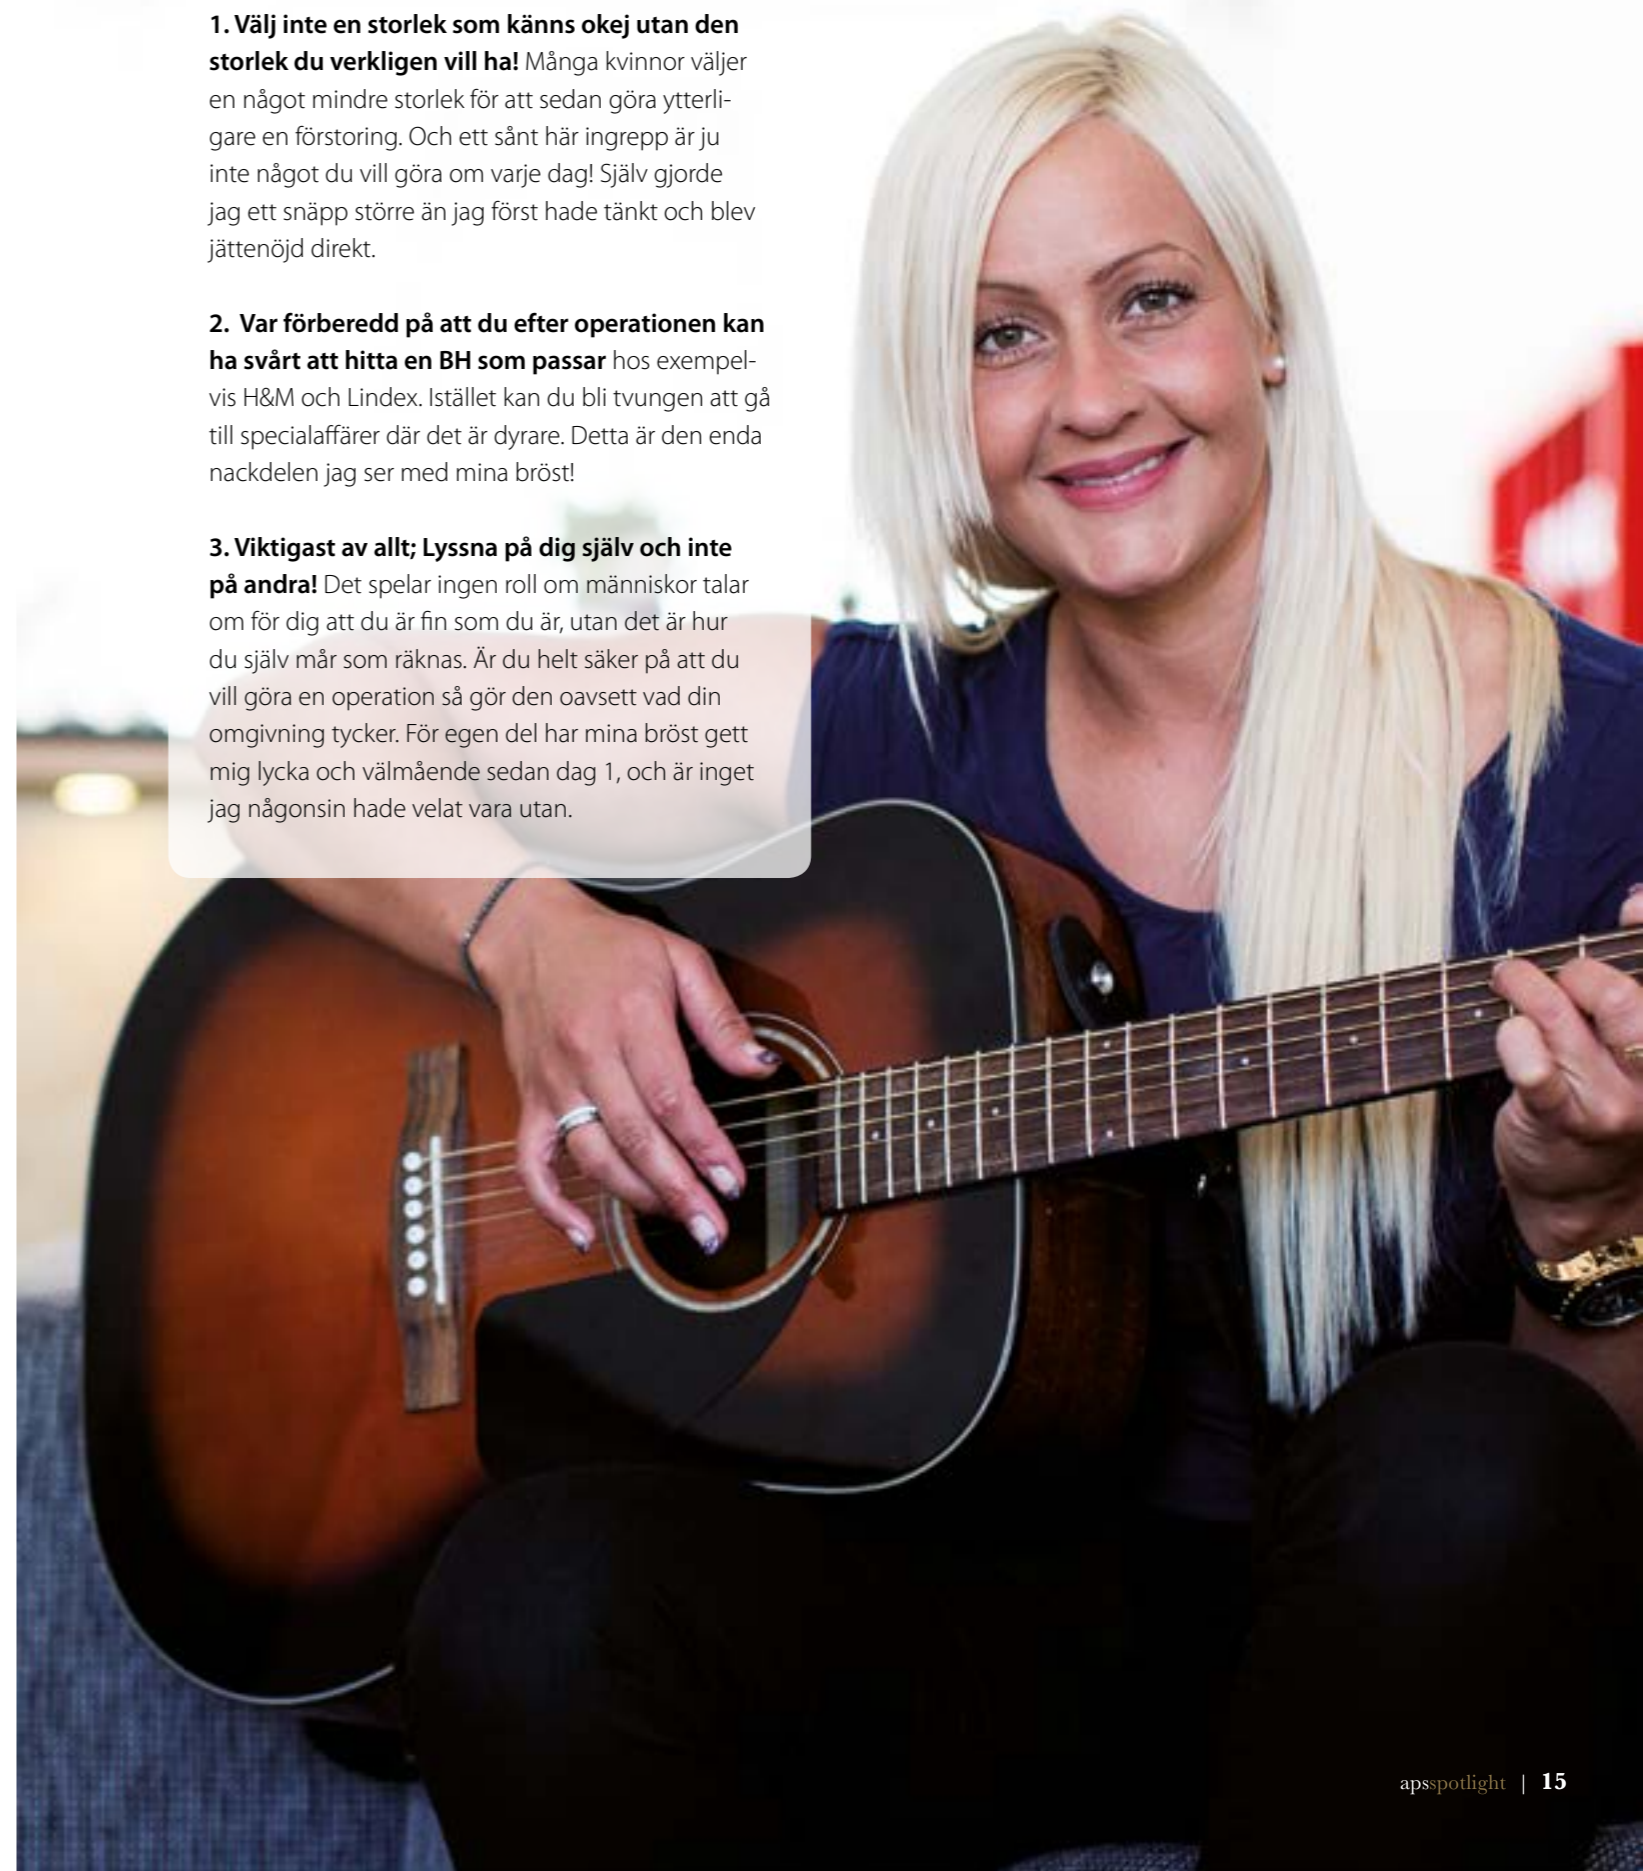 1. Välj inte en storlek som känns okej utan den
storlek du verkligen vill ha! Många kvinnor väljer
en något mindre storlek för att sedan göra ytterli-
gare en förstoring. Och ett sånt här ingrepp är ju
inte något du vill göra om varje dag! Själv gjorde
jag ett snäpp större än jag först hade tänkt och blev
jättenöjd direkt.
2. Var förberedd på att du efter operationen kan
ha svårt att hitta en BH som passar hos exempel-
vis H&M och Lindex. Istället kan du bli tvungen att gå
till specialaffärer där det är dyrare. Detta är den enda
nackdelen jag ser med mina bröst!
3. Viktigast av allt; Lyssna på dig själv och inte
på andra! Det spelar ingen roll om människor talar
om för dig att du är fin som du är, utan det är hur
du själv mår som räknas. Är du helt säker på att du
vill göra en operation så gör den oavsett vad din
omgivning tycker. För egen del har mina bröst gett
mig lycka och välmående sedan dag 1, och är inget
jag någonsin hade velat vara utan.
apsspotlight | 15